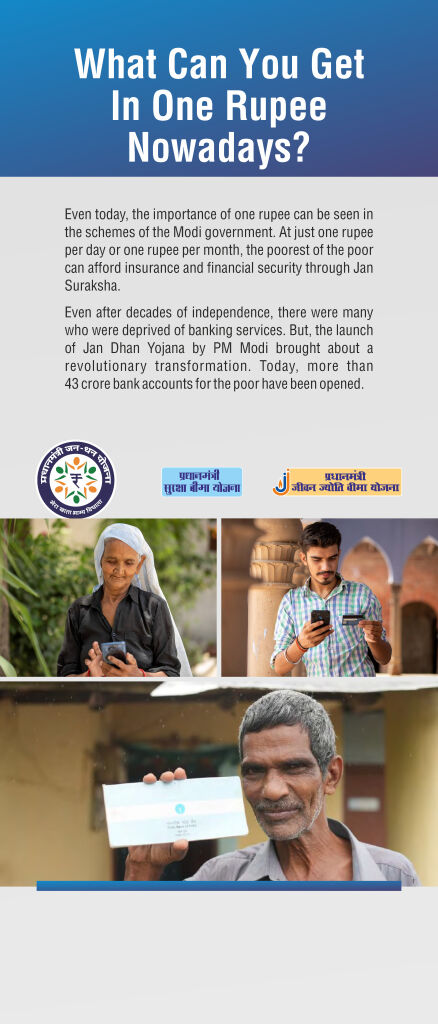 What Can You Get
In One Rupee
Nowadays?
Even today, the importance of one rupee can be seen in
the schemes of the Modi government. At just one rupee
per day or one rupee per month, the poorest of the poor
can afford insurance and financial security through Jan
Suraksha.
Even after decades of independence, there were many
who were deprived of banking services. But, the launch
of Jan Dhan Yojana by PM Modi brought about a
revolutionary transformation. Today, more than
43 crore bank accounts for the poor have been opened.
प्रधानमंत्री जन-धन योजना
मेरा खाता भाग्य विधाता
प्रधानमंत्री
सुरक्षा बीमा योजना
प्रधानमंत्री
जीवन ज्योति बीमा योजना